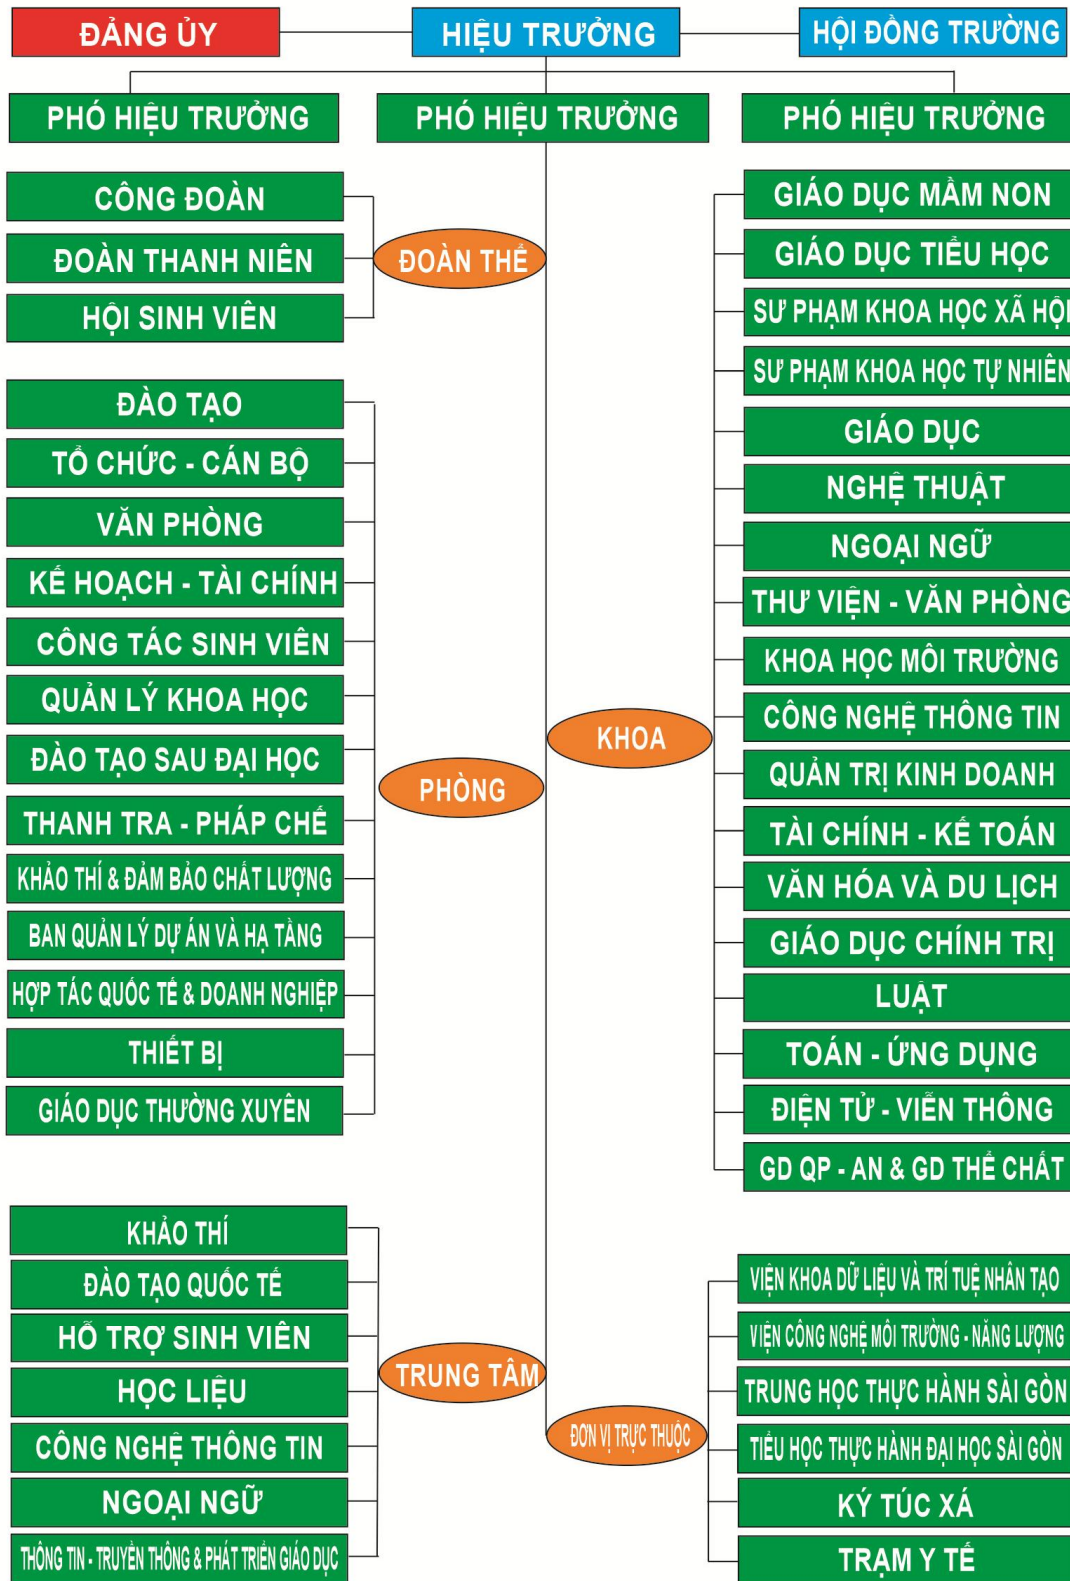 ĐẢNG ỦY
HIỆU TRƯỞNG
HỘI ĐỒNG TRƯỜNG
PHÓ HIỆU TRƯỞNG
PHÓ HIỆU TRƯỞNG
PHÓ HIỆU TRƯỞNG
CÔNG ĐOÀN
ĐOÀN THANH NIÊN
HỘI SINH VIÊN
ĐOÀN THỂ
ĐÀO TẠO
TỔ CHỨC - CÁN BỘ
VĂN PHÒNG
KẾ HOẠCH - TÀI CHÍNH
CÔNG TÁC SINH VIÊN
QUẢN LÝ KHOA HỌC
ĐÀO TẠO SAU ĐẠI HỌC
THANH TRA - PHÁP CHẾ
KHẢO THÍ & ĐẢM BẢO CHẤT LƯỢNG
BAN QUẢN LÝ DỰ ÁN VÀ HẠ TẦNG
HỢP TÁC QUỐC TẾ & DOANH NGHIỆP
THIẾT BỊ
GIÁO DỤC THƯỜNG XUYÊN
PHÒNG
GIÁO DỤC MẦM NON
GIÁO DỤC TIỂU HỌC
SƯ PHẠM KHOA HỌC XÃ HỘI
SƯ PHẠM KHOA HỌC TỰ NHIÊN
GIÁO DỤC
NGHỆ THUẬT
NGOẠI NGỮ
THƯ VIỆN - VĂN PHÒNG
KHOA HỌC MÔI TRƯỜNG
CÔNG NGHỆ THÔNG TIN
QUẢN TRỊ KINH DOANH
TÀI CHÍNH - KẾ TOÁN
VĂN HÓA VÀ DU LỊCH
GIÁO DỤC CHÍNH TRỊ
LUẬT
TOÁN - ỨNG DỤNG
ĐIỆN TỬ - VIỄN THÔNG
GD QP - AN & GD THỂ CHẤT
KHOA
KHẢO THÍ
ĐÀO TẠO QUỐC TẾ
HỖ TRỢ SINH VIÊN
HỌC LIỆU
CÔNG NGHỆ THÔNG TIN
NGOẠI NGỮ
THÔNG TIN - TRUYỀN THÔNG & PHÁT TRIỂN GIÁO DỤC
TRUNG TÂM
VIỆN KHOA DỮ LIỆU VÀ TRÍ TUỆ NHÂN TẠO
VIỆN CÔNG NGHỆ MÔI TRƯỜNG - NĂNG LƯỢNG
TRUNG HỌC THỰC HÀNH SÀI GÒN
TIỂU HỌC THỰC HÀNH ĐẠI HỌC SÀI GÒN
KÝ TÚC XÁ
TRẠM Y TẾ
ĐƠN VỊ TRỰC THUỘC